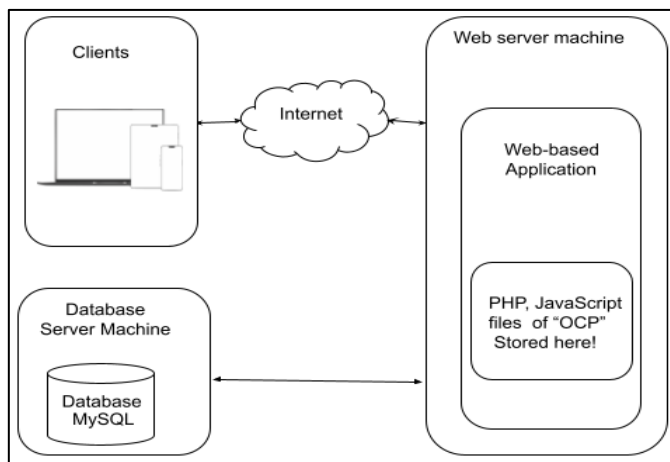 Clients
Internet
Web server machine
Web-based
Application
PHP, JavaScript
files of “OCP”
Stored here!
Database
Server Machine
Database
MySQL